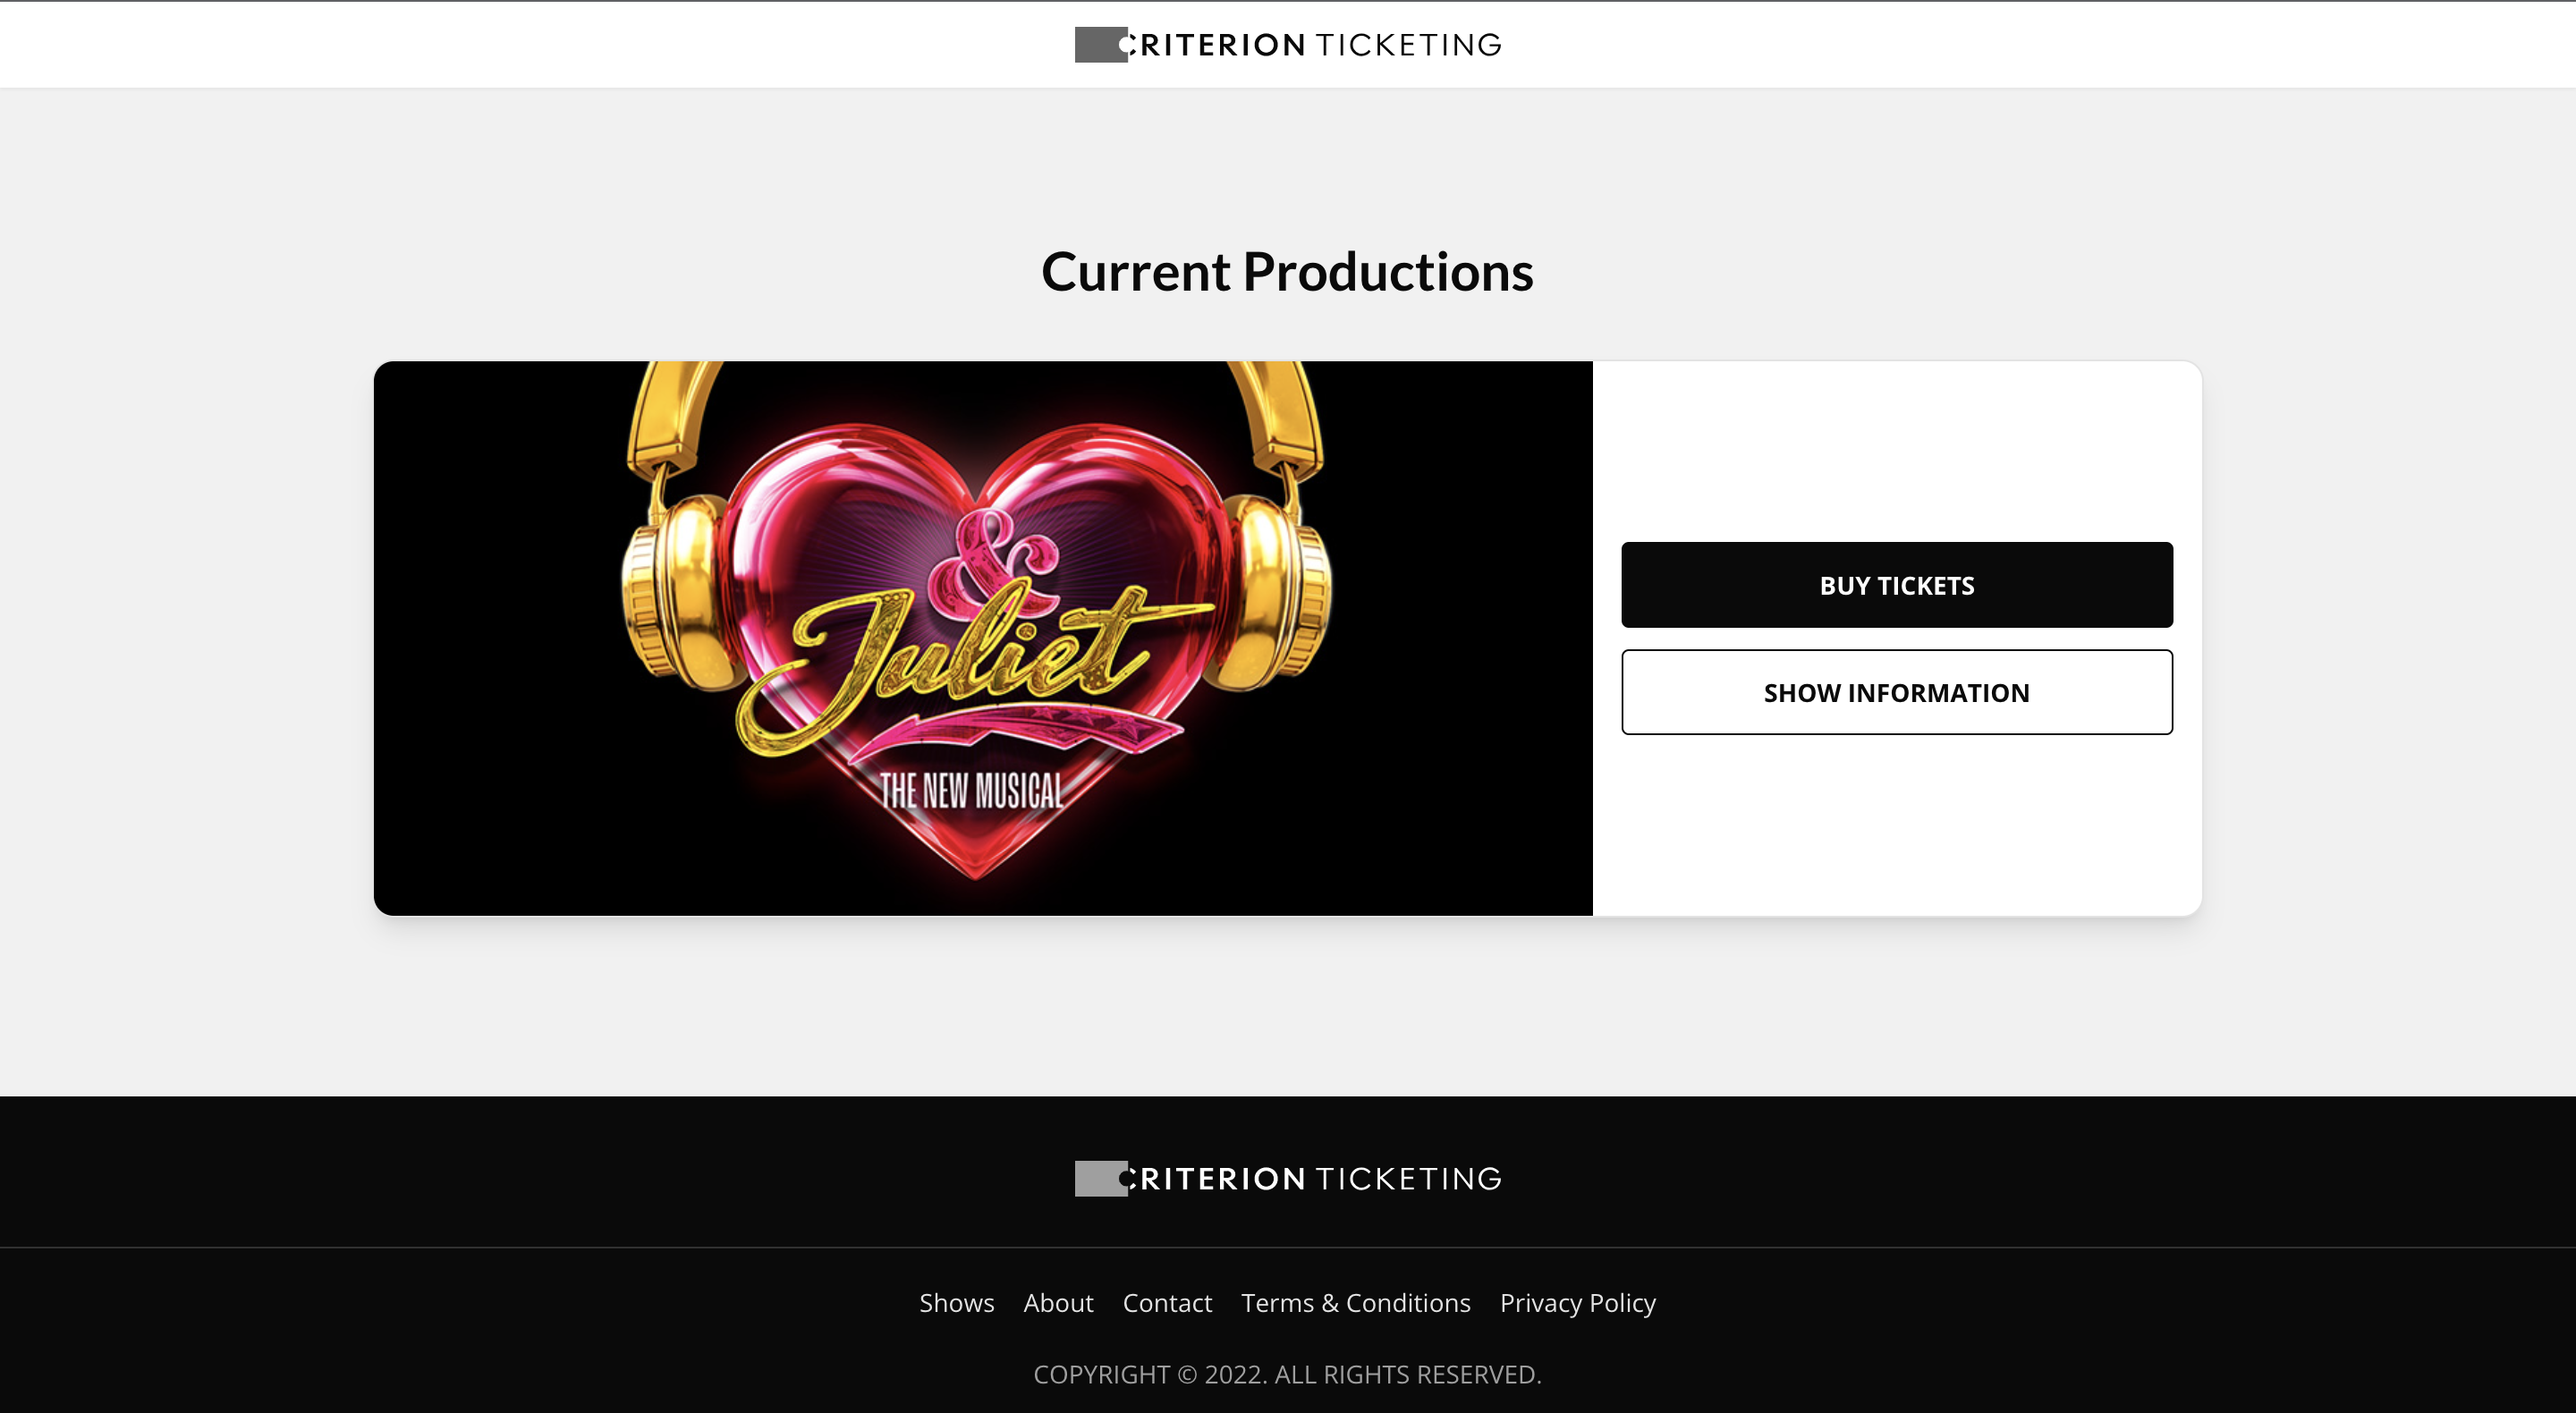 CRITERION TICKETING
Current Productions
&
Juliet
THE NEW MUSICAL
BUY TICKETS
SHOW INFORMATION
CRITERION TICKETING
Shows About Contact Terms & Conditions Privacy Policy
COPYRIGHT © 2022. ALL RIGHTS RESERVED.